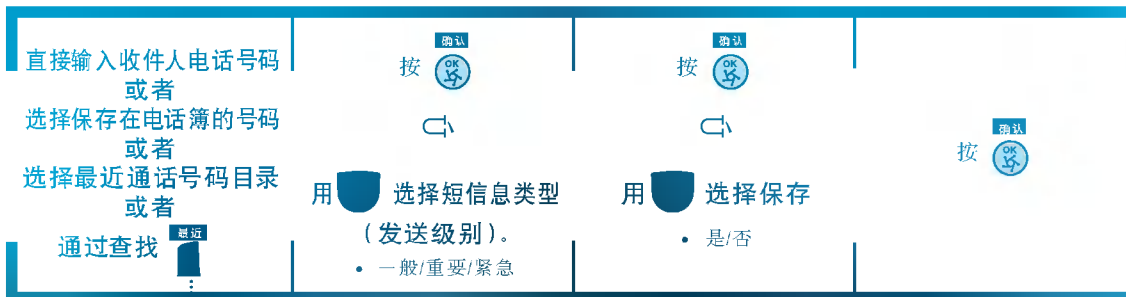 直接输入收件人电话号码
或者
选择保存在电话簿的号码
或者
选择最近通话号码目录
或者
通过查找 最近
确认
按 OK
用 选择短信息类型
(发送级别)。
• 一般/重要/紧急
确认
按 OK
用 选择保存
• 是/否
确认
按 OK